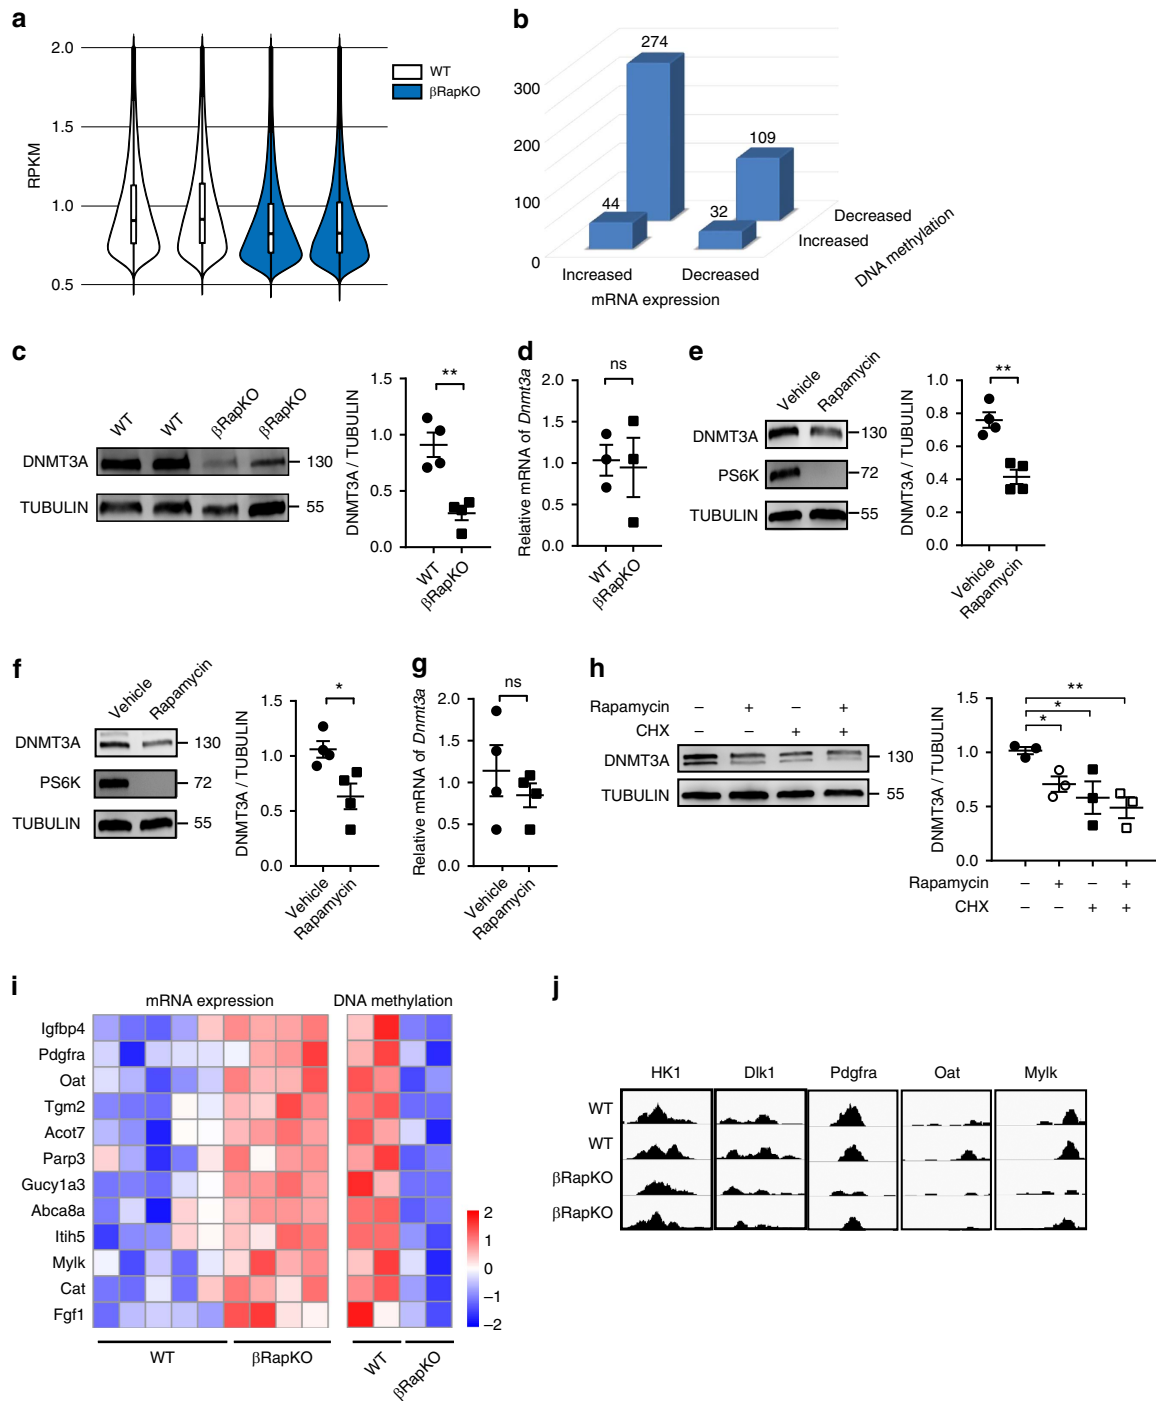 a
2.0
1.5
1.0
0.5
RPKM
WT
βRapKO
b
274
109
44
32
300
200
100
0
Increased
Decreased
mRNA expression
Decreased
Increased
DNA methylation
c
WT WT βRapKO βRapKO
DNMT3A 130
TUBULIN 55
DNMT3A / TUBULIN
1.5
1.0
0.5
0.0
**
WT
βRapKO
d
Relative mRNA of Dnmt3a
2.0
1.5
1.0
0.5
0.0
ns
WT
βRapKO
e
Vehicle Rapamycin
DNMT3A 130
PS6K 72
TUBULIN 55
DNMT3A / TUBULIN
1.0
0.8
0.6
0.4
0.2
0.0
**
Vehicle
Rapamycin
f
Vehicle Rapamycin
DNMT3A 130
PS6K 72
TUBULIN 55
DNMT3A / TUBULIN
1.5
1.0
0.5
0.0
*
Vehicle
Rapamycin
g
Relative mRNA of Dnmt3a
2.0
1.5
1.0
0.5
0.0
ns
Vehicle
Rapamycin
h
Rapamycin – + – +
CHX – – + +
DNMT3A 130
TUBULIN 55
DNMT3A / TUBULIN
1.5
1.0
0.5
0.0
**
*
*
Rapamycin – + – +
CHX – – + +
i
mRNA expression DNA methylation
Igfbp4
Pdgfra
Oat
Tgm2
Acot7
Parp3
Gucy1a3
Abca8a
Itih5
Mylk
Cat
Fgf1
2
1
0
–1
–2
WT βRapKO WT βRapKO
j
HK1 Dlk1 Pdgfra Oat Mylk
WT
WT
βRapKO
βRapKO